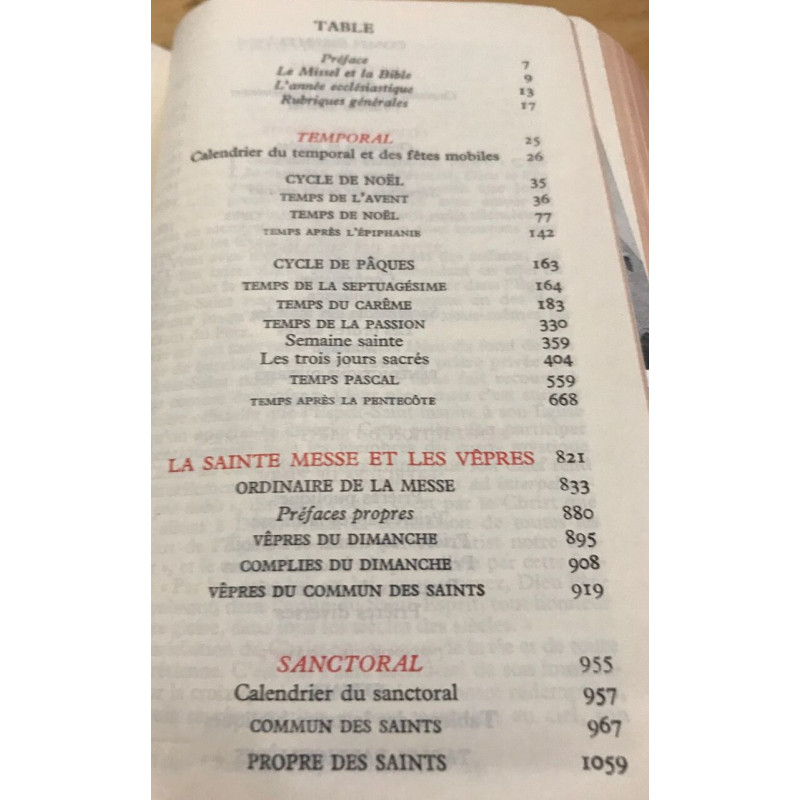 TABLE
Préface 7
Le Missel et la Bible 9
L'année ecclésiastique 13
Rubriques générales 17
TEMPORAL 25
Calendrier du temporal et des fêtes mobiles 26
CYCLE DE NOËL 35
TEMPS DE L'AVENT 36
TEMPS DE NOËL 77
TEMPS APRÈS L'ÉPIPHANIE 142
CYCLE DE PÂQUES 163
TEMPS DE LA SEPTUAGÉSIME 164
TEMPS DU CARÊME 183
TEMPS DE LA PASSION 330
Semaine sainte 359
Les trois jours sacrés 404
TEMPS PASCAL 559
TEMPS APRÈS LA PENTECÔTE 668
LA SAINTE MESSE ET LES VÊPRES 821
ORDINAIRE DE LA MESSE 833
Préfaces propres 880
VÊPRES DU DIMANCHE 895
COMPLIES DU DIMANCHE 908
VÊPRES DU COMMUN DES SAINTS 919
SANCTORAL 955
Calendrier du sanctoral 957
COMMUN DES SAINTS 967
PROPRE DES SAINTS 1059